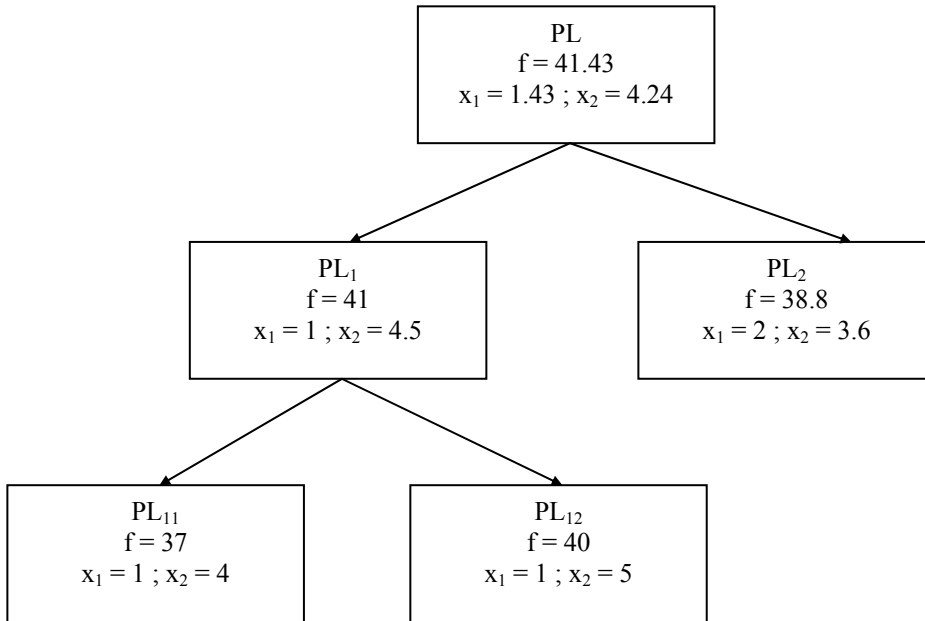 PL
f = 41.43
x₁ = 1.43 ; x₂ = 4.24
PL₁
f = 41
x₁ = 1 ; x₂ = 4.5
PL₂
f = 38.8
x₁ = 2 ; x₂ = 3.6
PL₁₁
f = 37
x₁ = 1 ; x₂ = 4
PL₁₂
f = 40
x₁ = 1 ; x₂ = 5